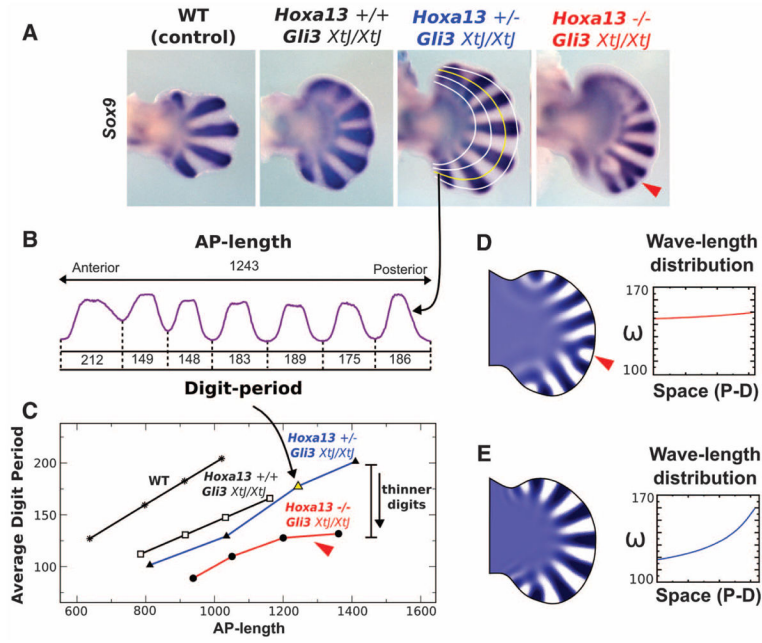 A
WT
(control)
Hoxa13 +/+
Gli3 XtJ/XtJ
Hoxa13 +/-
Gli3 XtJ/XtJ
Hoxa13 -/-
Gli3 XtJ/XtJ
Sox9
B
AP-length
Anterior
1243
Posterior
212 149 148 183 189 175 186
Digit-period
C
Average Digit Period
200
150
100
WT
Hoxa13 +/+
Gli3 XtJ/XtJ
Hoxa13 +/-
Gli3 XtJ/XtJ
Hoxa13 -/-
Gli3 XtJ/XtJ
thinner
digits
600 800 1000 1200 1400 1600
AP-length
D
Wave-length
distribution
170
ω
100
Space (P-D)
E
Wave-length
distribution
170
ω
100
Space (P-D)